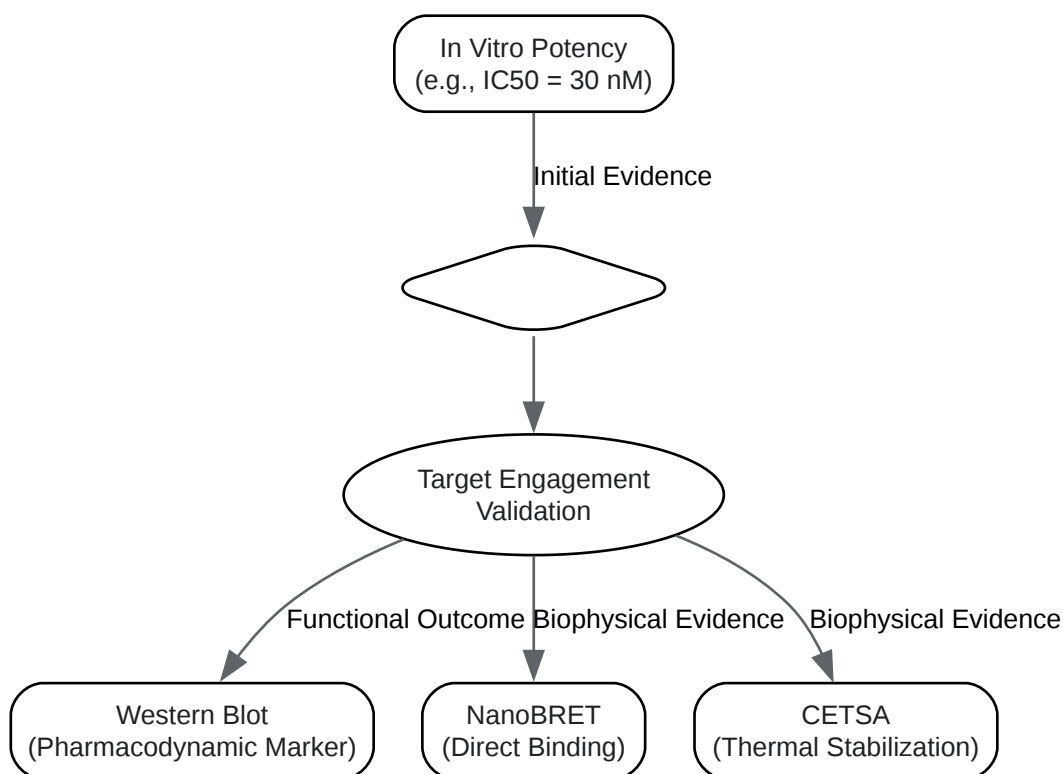 In Vitro Potency
(e.g., IC50 = 30 nM)
Initial Evidence
Target Engagement
Validation
Functional Outcome
Biophysical Evidence
Biophysical Evidence
Western Blot
(Pharmacodynamic Marker)
NanoBRET
(Direct Binding)
CETSA
(Thermal Stabilization)